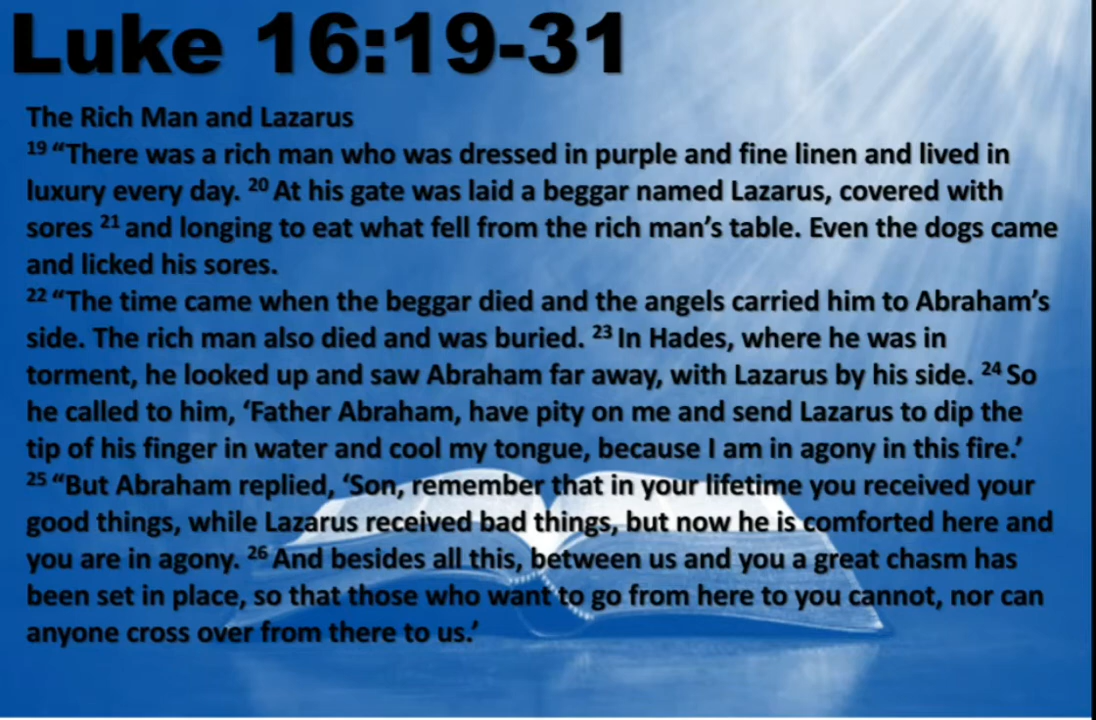 Luke 16:19-31
The Rich Man and Lazarus
19 “There was a rich man who was dressed in purple and fine linen and lived in
luxury every day. 20 At his gate was laid a beggar named Lazarus, covered with
sores 21 and longing to eat what fell from the rich man’s table. Even the dogs came
and licked his sores.
22 “The time came when the beggar died and the angels carried him to Abraham’s
side. The rich man also died and was buried. 23 In Hades, where he was in
torment, he looked up and saw Abraham far away, with Lazarus by his side. 24 So
he called to him, ‘Father Abraham, have pity on me and send Lazarus to dip the
tip of his finger in water and cool my tongue, because I am in agony in this fire.’
25 “But Abraham replied, ‘Son, remember that in your lifetime you received your
good things, while Lazarus received bad things, but now he is comforted here and
you are in agony. 26 And besides all this, between us and you a great chasm has
been set in place, so that those who want to go from here to you cannot, nor can
anyone cross over from there to us.’